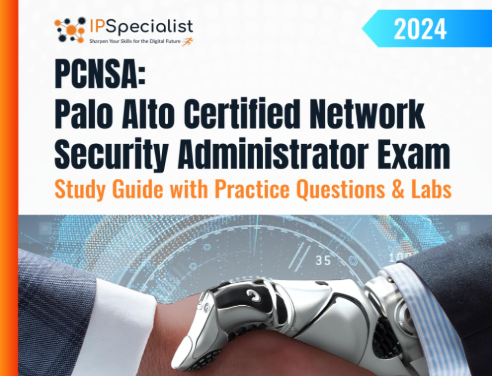 IPSpecialist
Sharpen Your Skills for the Digital Future
2024
PCNSA:
Palo Alto Certified Network
Security Administrator Exam
Study Guide with Practice Questions & Labs
35
100